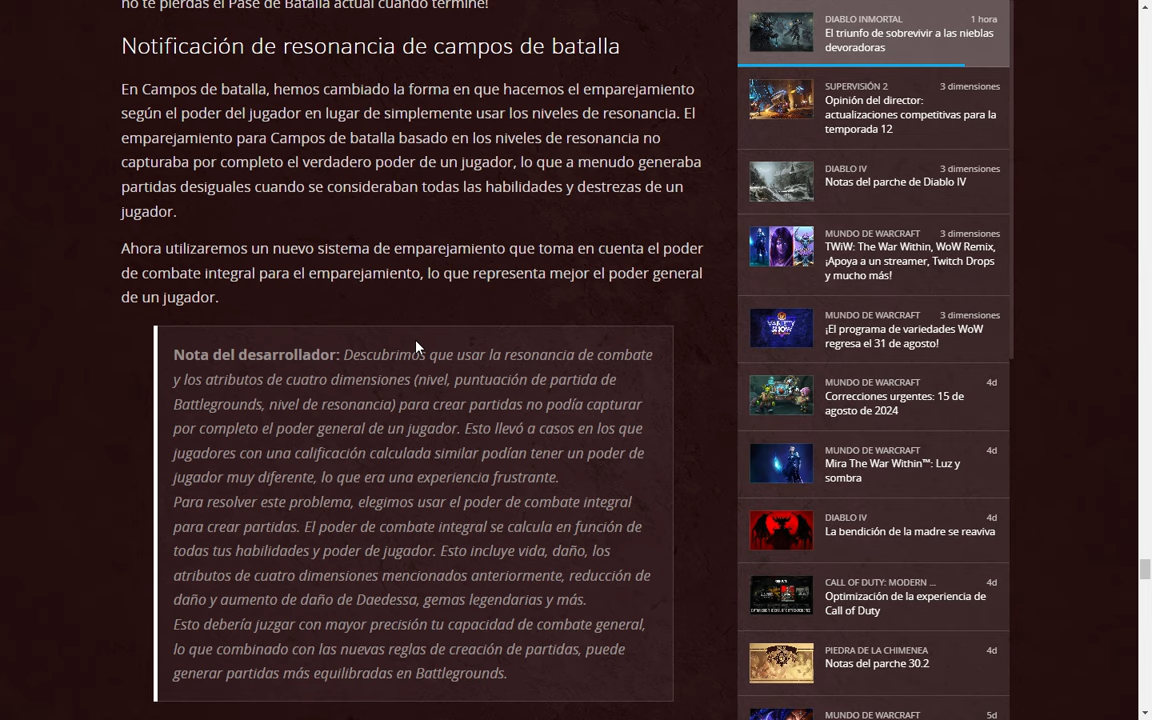 no te pierdas el Pase de Batalla actual cuando termine!
Notificación de resonancia de campos de batalla
En Campos de batalla, hemos cambiado la forma en que hacemos el emparejamiento
según el poder del jugador en lugar de simplemente usar los niveles de resonancia. El
emparejamiento para Campos de batalla basado en los niveles de resonancia no
capturaba por completo el verdadero poder de un jugador, lo que a menudo generaba
partidas desiguales cuando se consideraban todas las habilidades y destrezas de un
jugador.
Ahora utilizaremos un nuevo sistema de emparejamiento que toma en cuenta el poder
de combate integral para el emparejamiento, lo que representa mejor el poder general
de un jugador.
Nota del desarrollador: Descubrimos que usar la resonancia de combate
y los atributos de cuatro dimensiones (nivel, puntuación de partida de
Battlegrounds, nivel de resonancia) para crear partidas no podía capturar
por completo el poder general de un jugador. Esto llevó a casos en los que
jugadores con una calificación calculada similar podían tener un poder de
jugador muy diferente, lo que era una experiencia frustrante.
Para resolver este problema, elegimos usar el poder de combate integral
para crear partidas. El poder de combate integral se calcula en función de
todas tus habilidades y poder de jugador. Esto incluye vida, daño, los
atributos de cuatro dimensiones mencionados anteriormente, reducción de
daño y aumento de daño de Daedessa, gemas legendarias y más.
Esto debería juzgar con mayor precisión tu capacidad de combate general,
lo que combinado con las nuevas reglas de creación de partidas, puede
generar partidas más equilibradas en Battlegrounds.
DIABLO INMORTAL 1 hora
El triunfo de sobrevivir a las nieblas
devoradoras
SUPERVISIÓN 2 3 dimensiones
Opinión del director:
actualizaciones competitivas para la
temporada 12
DIABLO IV 3 dimensiones
Notas del parche de Diablo IV
MUNDO DE WARCRAFT 3 dimensiones
TWiW: The War Within, WoW Remix,
¡Apoya a un streamer, Twitch Drops
y mucho más!
MUNDO DE WARCRAFT 3 dimensiones
¡El programa de variedades WoW
regresa el 31 de agosto!
MUNDO DE WARCRAFT 4d
Correcciones urgentes: 15 de
agosto de 2024
MUNDO DE WARCRAFT 4d
Mira The War Within™: Luz y
sombra
DIABLO IV 4d
La bendición de la madre se reaviva
CALL OF DUTY: MODERN ... 4d
Optimización de la experiencia de
Call of Duty
PIEDRA DE LA CHIMENEA 4d
Notas del parche 30.2
MUNDO DE WARCRAFT 5d